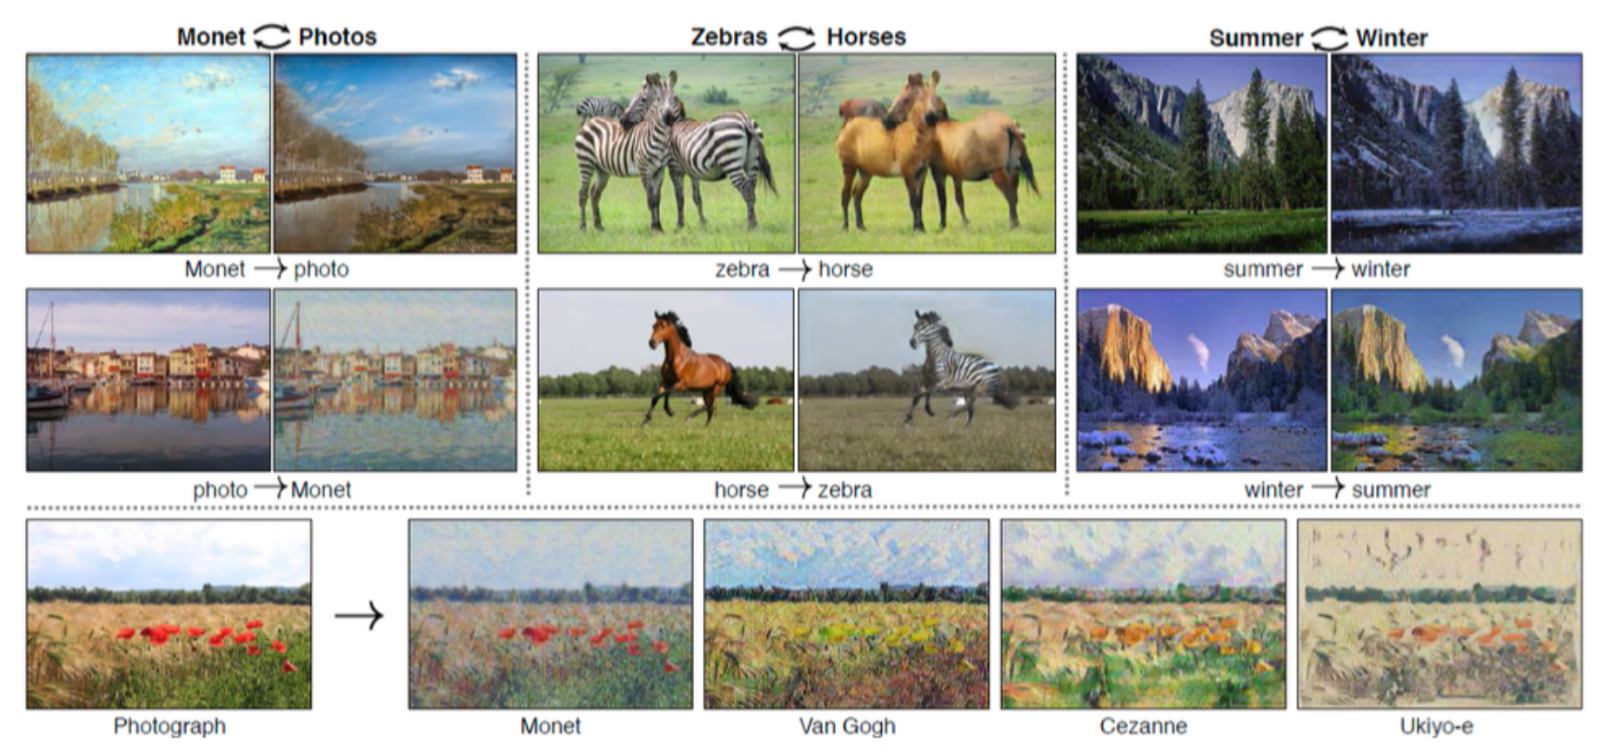 Monet Photos
Zebras Horses
Summer Winter
Monet → photo
zebra → horse
summer → winter
photo → Monet
horse → zebra
winter → summer
Photograph
Monet
Van Gogh
Cezanne
Ukiyo-e